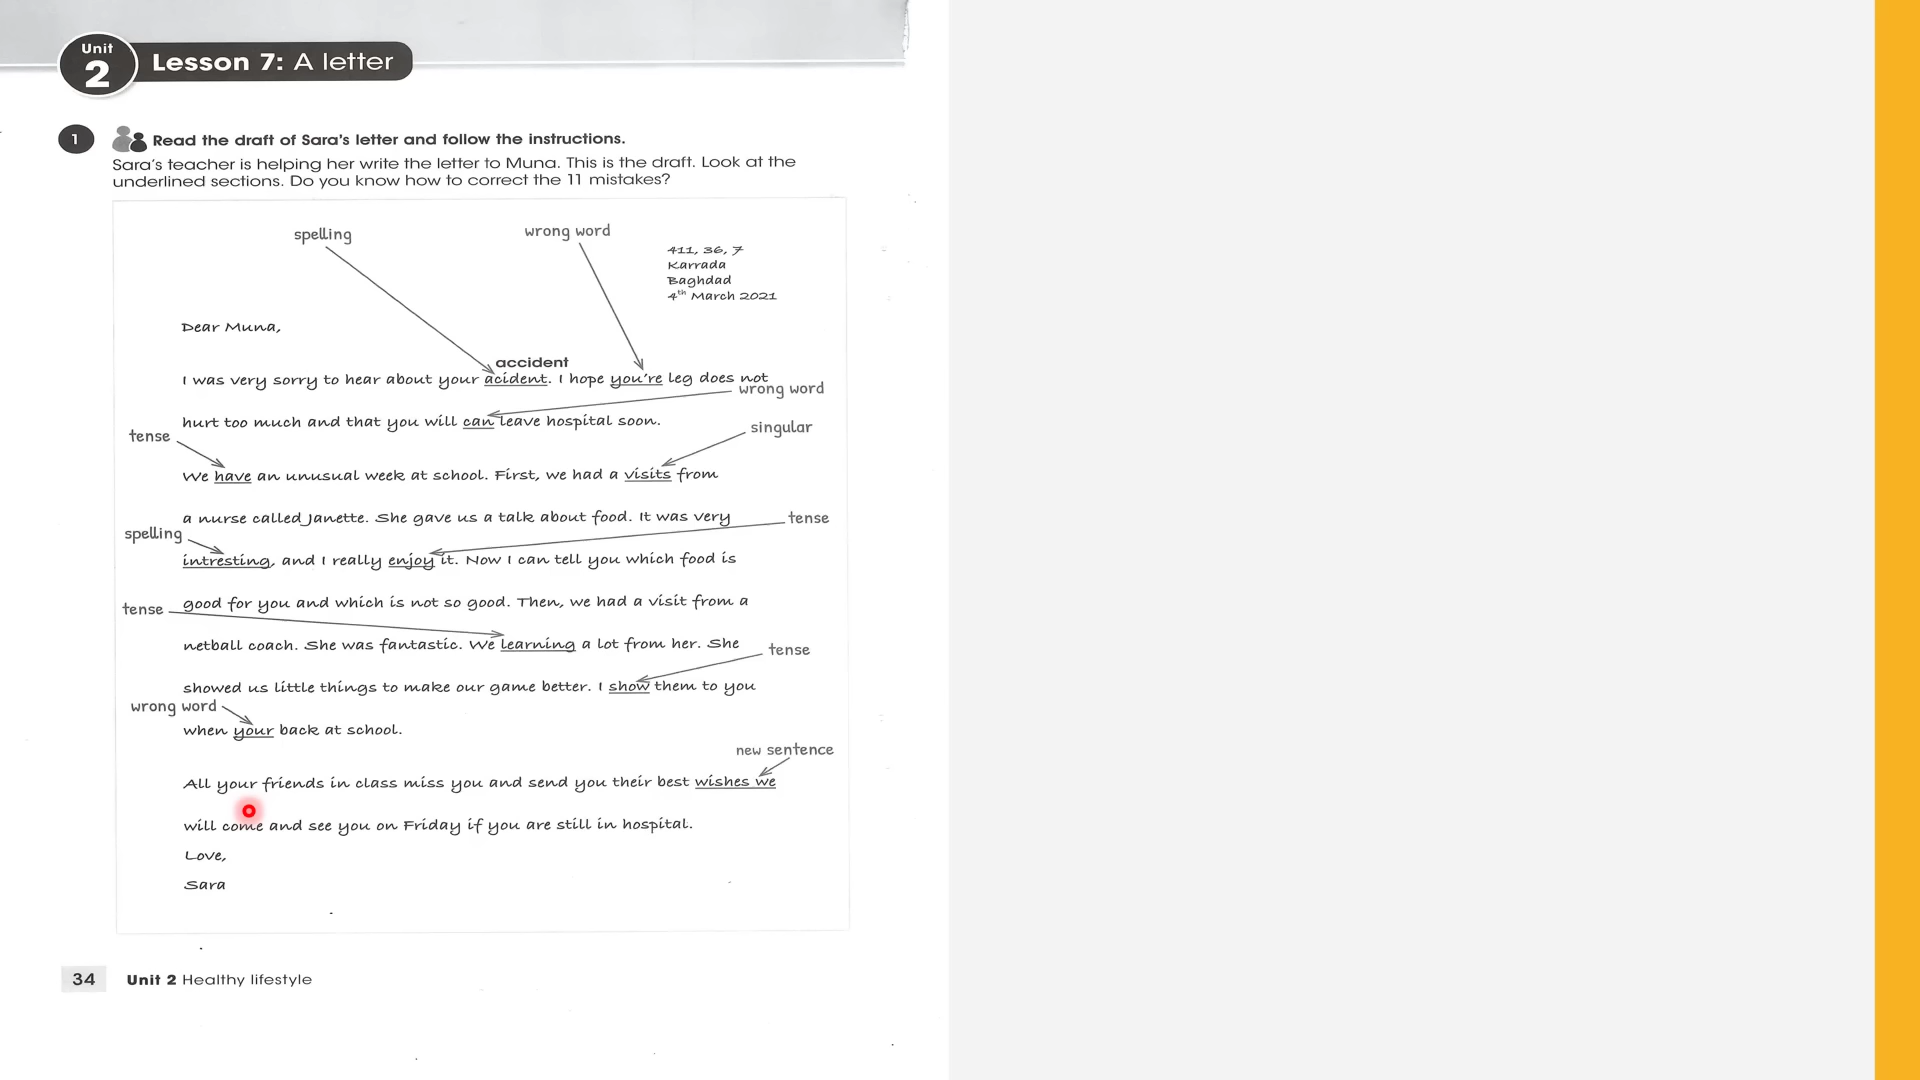 Unit
2
Lesson 7: A letter
1
Read the draft of Sara's letter and follow the instructions.
Sara's teacher is helping her write the letter to Muna. This is the draft. Look at the
underlined sections. Do you know how to correct the 11 mistakes?
spelling
wrong word
411, 36, 7
Karrada
Baghdad
4th March 2021
Dear Muna,
accident
I was very sorry to hear about your acident. I hope you're leg does not
wrong word
hurt too much and that you will can leave hospital soon.
tense
singular
We have an unusual week at school. First, we had a visits from
a nurse called Janette. She gave us a talk about food. It was very
tense
spelling
intresting, and I really enjoy it. Now I can tell you which food is
good for you and which is not so good. Then, we had a visit from a
tense
netball coach. She was fantastic. We learning a lot from her. She
tense
showed us little things to make our game better. I show them to you
wrong word
when your back at school.
new sentence
All your friends in class miss you and send you their best wishes we
will come and see you on Friday if you are still in hospital.
Love,
Sara
34
Unit 2 Healthy lifestyle